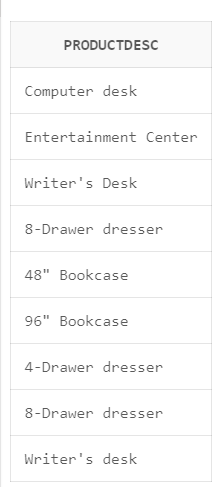 PRODUCTDESC
Computer desk
Entertainment Center
Writer's Desk
8-Drawer dresser
48" Bookcase
96" Bookcase
4-Drawer dresser
8-Drawer dresser
Writer's desk